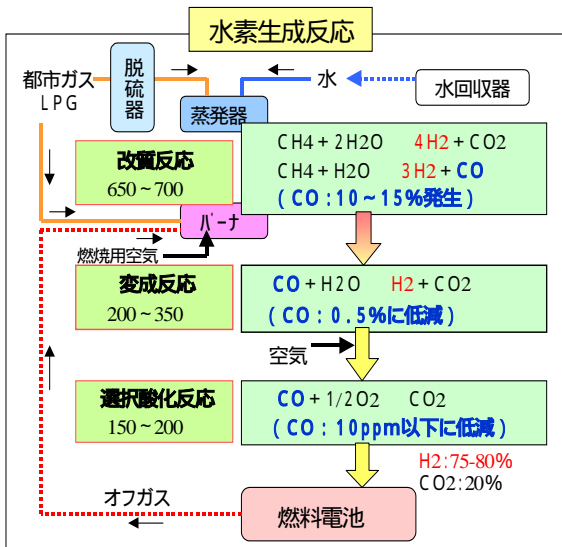 水素生成反応
都市ガス
LPG
脱硫器
蒸発器
水
水回収器
改質反応
650~700
CH4+2H2O 4H2+CO2
CH4+H2O 3H2+CO
(CO:10~15%発生)
バーナ
燃焼用空気
変成反応
200~350
CO+H2O H2+CO2
(CO:0.5%に低減)
空気
選択酸化反応
150~200
CO+1/2O2 CO2
(CO:10ppm以下に低減)
H2:75-80%
CO2:20%
オフガス
燃料電池